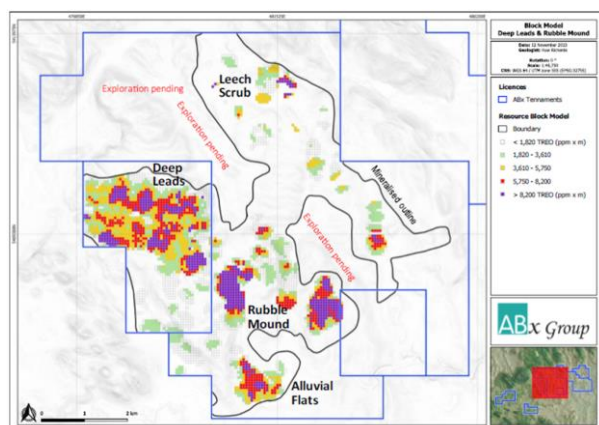 Block Model
Deep Leads & Rubble Mound
Licences
ABx Tennaments
Resource Block Model
Boundary
< 1,820 TREO (ppm x m)
1,820 - 3,610
3,610 - 5,750
5,750 - 8,200
> 8,200 TREO (ppm x m)
Leech
Scrub
Exploration pending
Exploration pending
Deep
Leads
Mineralised outline
Exploration pending
Rubble
Mound
Alluvial
Flats
ABx Group
0 1 2 km